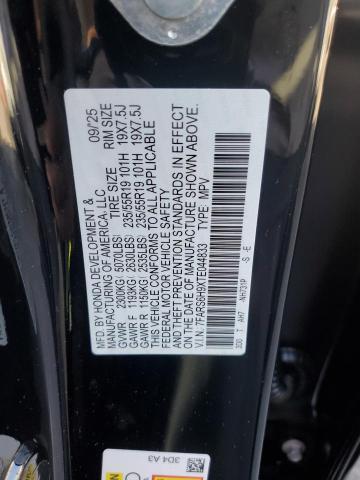 MFD. BY HONDA DEVELOPMENT & 09/25
MANUFACTURING OF AMERICA, LLC
TIRE SIZE RIM SIZE
GVWR 2300KG( 5070LBS)
GAWR F 1193KG( 2630LBS) 235/55R19 101H 19X7.5J
GAWR R 1150KG( 2535LBS) 235/55R19 101H 19X7.5J
THIS VEHICLE CONFORMS TO ALL APPLICABLE
FEDERAL MOTOR VEHICLE SAFETY
AND THEFT PREVENTION STANDARDS IN EFFECT
ON THE DATE OF MANUFACTURE SHOWN ABOVE.
V.I.N.: 7FARS6H9XTE044833 TYPE: MPV
3D0 T AH7 -NH731P S -E
3D4 A3